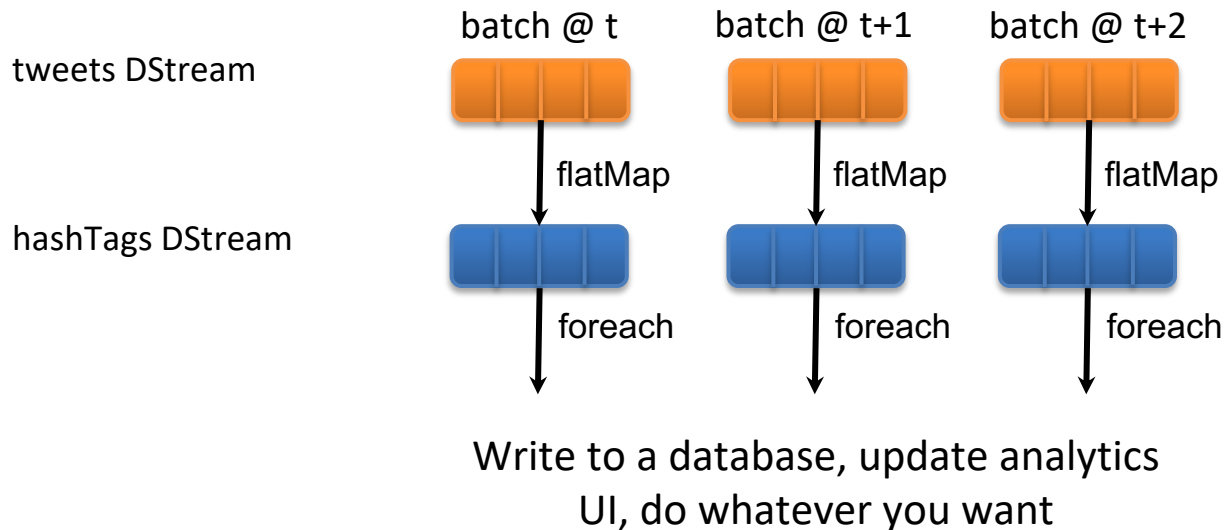 batch @ t
batch @ t+1
batch @ t+2
tweets DStream
flatMap
flatMap
flatMap
hashTags DStream
foreach
foreach
foreach
Write to a database, update analytics
UI, do whatever you want